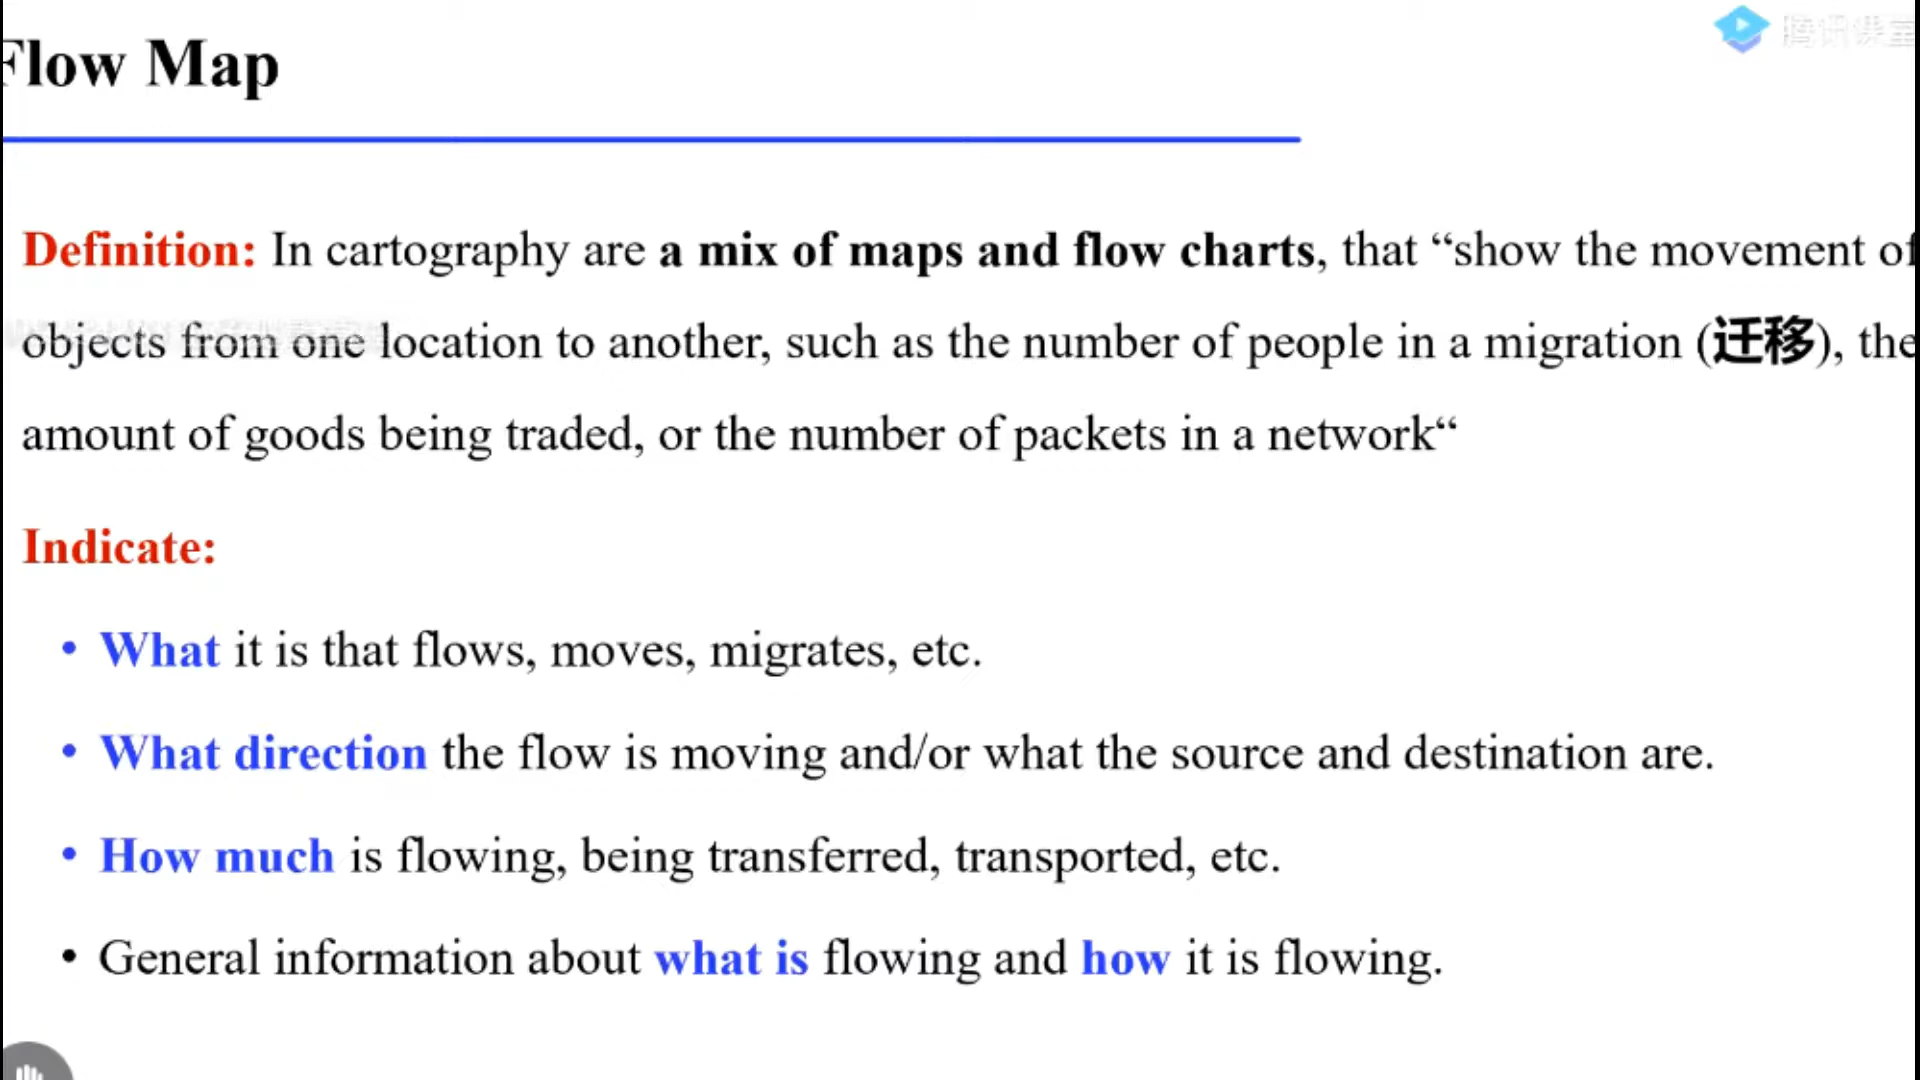 Flow Map
腾讯课堂
Definition: In cartography are a mix of maps and flow charts, that “show the movement of
objects from one location to another, such as the number of people in a migration (迁移), the
amount of goods being traded, or the number of packets in a network“
Indicate:
• What it is that flows, moves, migrates, etc.
• What direction the flow is moving and/or what the source and destination are.
• How much is flowing, being transferred, transported, etc.
• General information about what is flowing and how it is flowing.